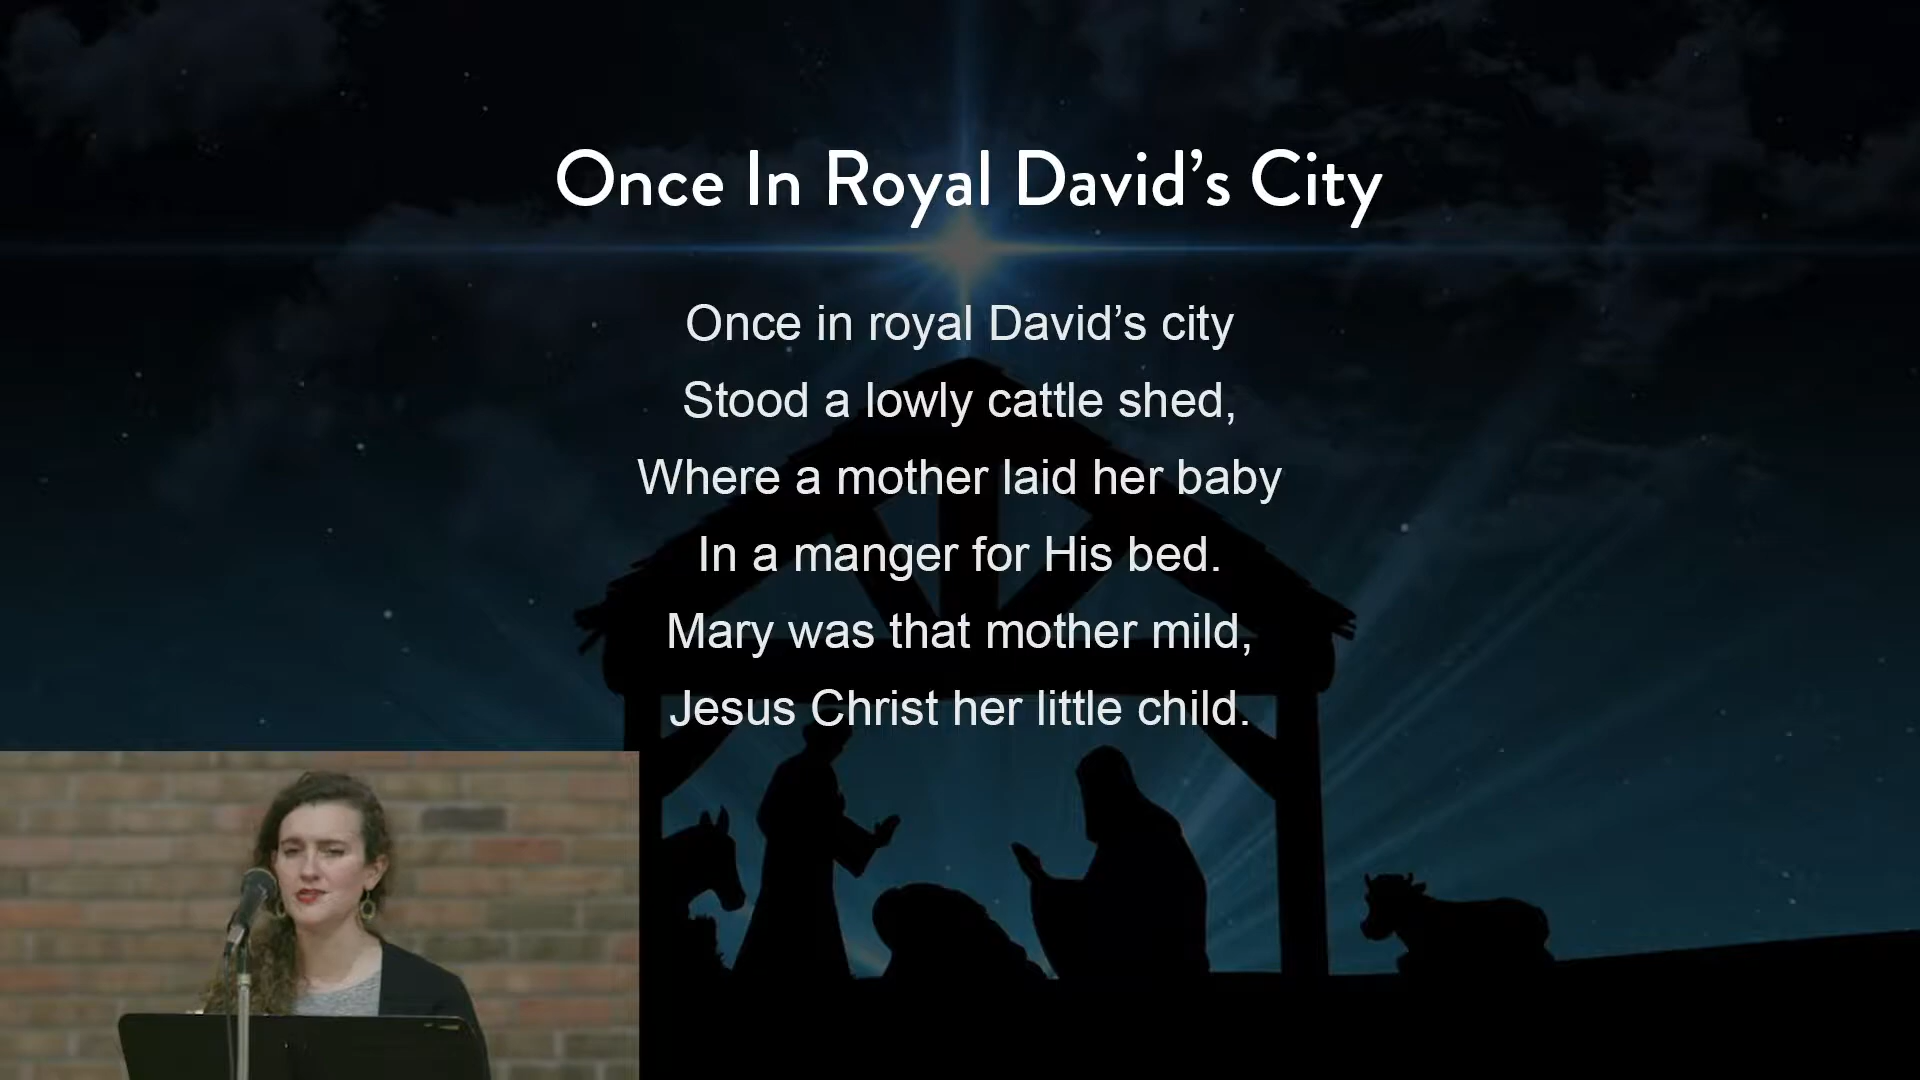 Once In Royal David’s City
Once in royal David’s city
Stood a lowly cattle shed,
Where a mother laid her baby
In a manger for His bed.
Mary was that mother mild,
Jesus Christ her little child.